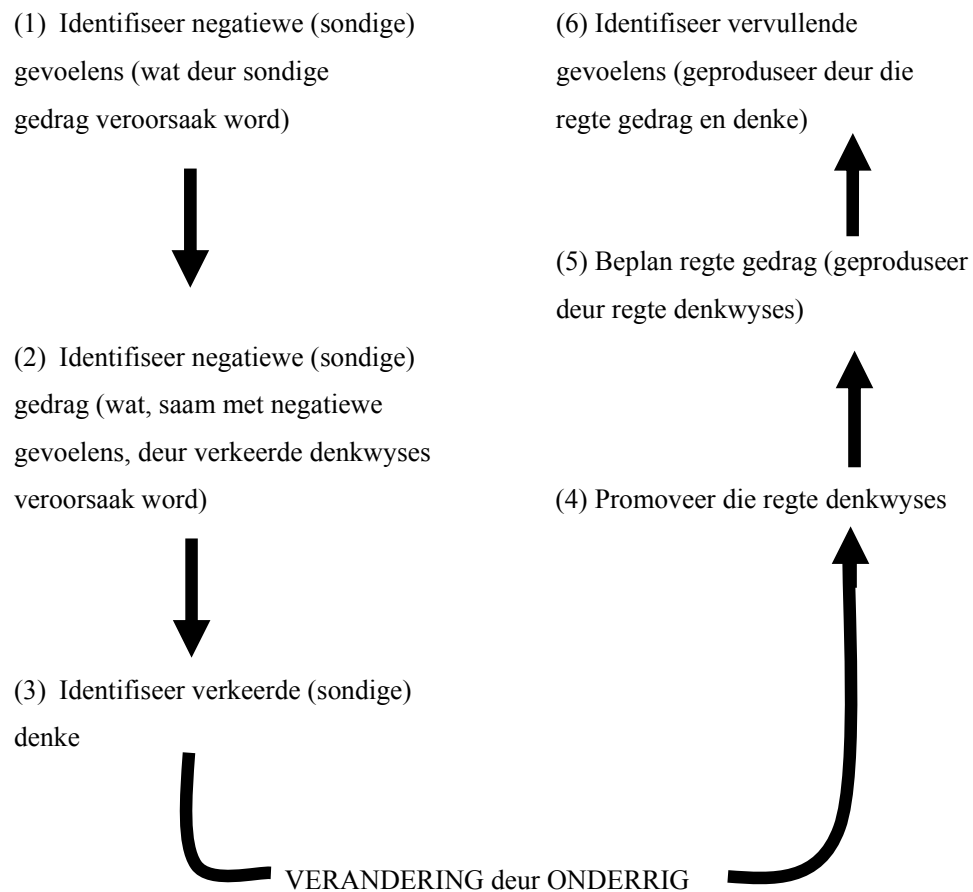 (1) Identifiseer negatiewe (sondige)
gevoelens (wat deur sondige
gedrag veroorsaak word)
(2) Identifiseer negatiewe (sondige)
gedrag (wat, saam met negatiewe
gevoelens, deur verkeerde denkwyses
veroorsaak word)
(3) Identifiseer verkeerde (sondige)
denke
VERANDERING deur ONDERRIG
(4) Promoveer die regte denkwyses
(5) Beplan regte gedrag (geproduseer
deur regte denkwyses)
(6) Identifiseer vervullende
gevoelens (geproduseer deur die
regte gedrag en denke)